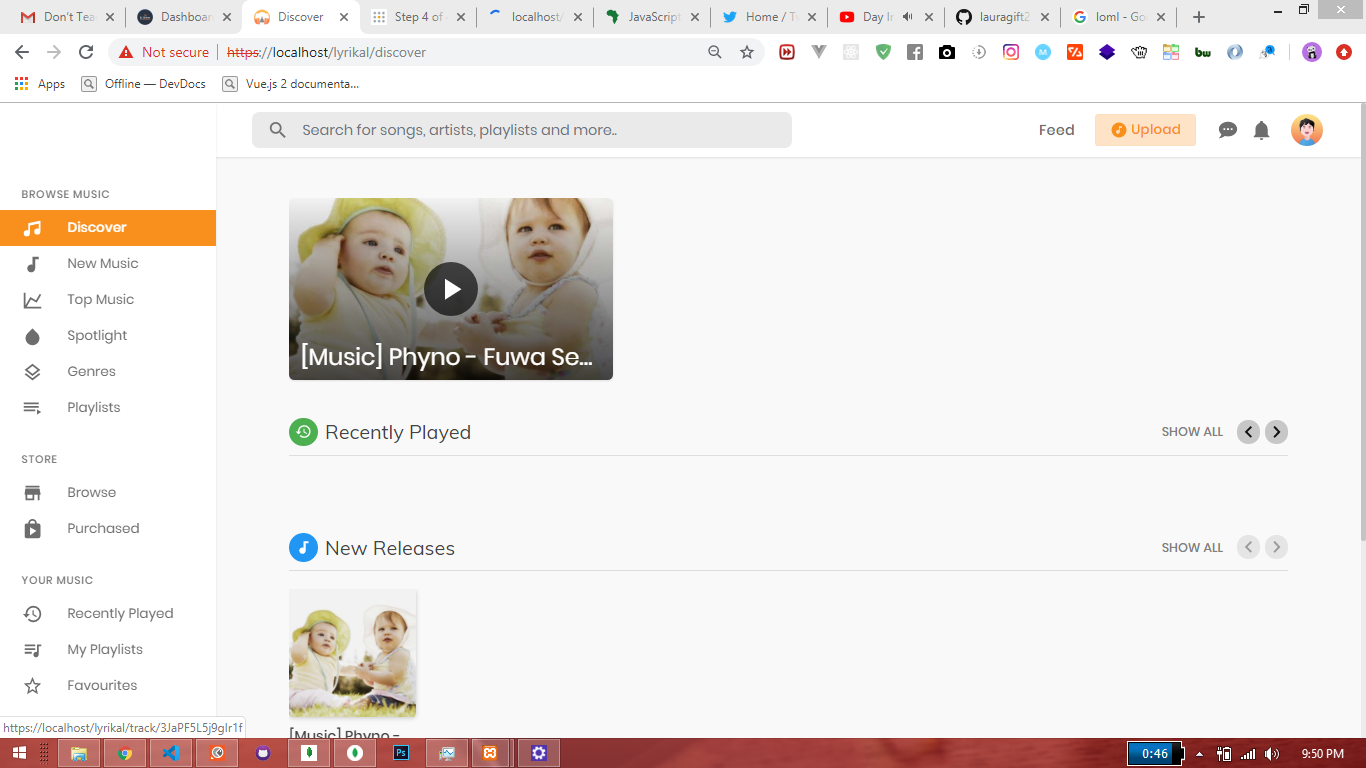 Don't Tea
Dashboar
Discover
Step 4 of
localhost/
JavaScript
Home / Tw
Day In
lauragift2
loml - Goo
Not secure
https://localhost/lyrikal/discover
Apps
Offline — DevDocs
Vue.js 2 documenta...
Search for songs, artists, playlists and more..
Feed
Upload
BROWSE MUSIC
Discover
New Music
Top Music
Spotlight
Genres
Playlists
STORE
Browse
Purchased
YOUR MUSIC
Recently Played
My Playlists
Favourites
[Music] Phyno - Fuwa Se...
Recently Played
SHOW ALL
New Releases
SHOW ALL
[Music] Phyno -
https://localhost/lyrikal/track/3JaPF5L5j9gIr1f
0:46
9:50 PM